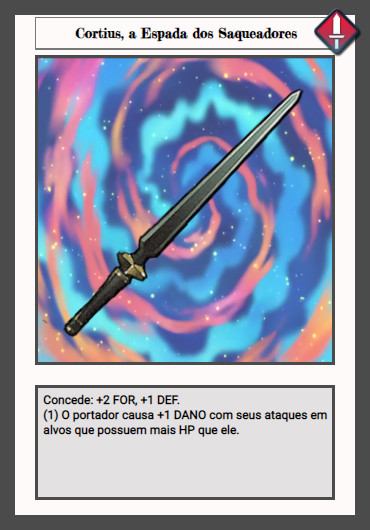 Cortius, a Espada dos Saqueadores
Concede: +2 FOR, +1 DEF.
(1) O portador causa +1 DANO com seus ataques em
alvos que possuem mais HP que ele.